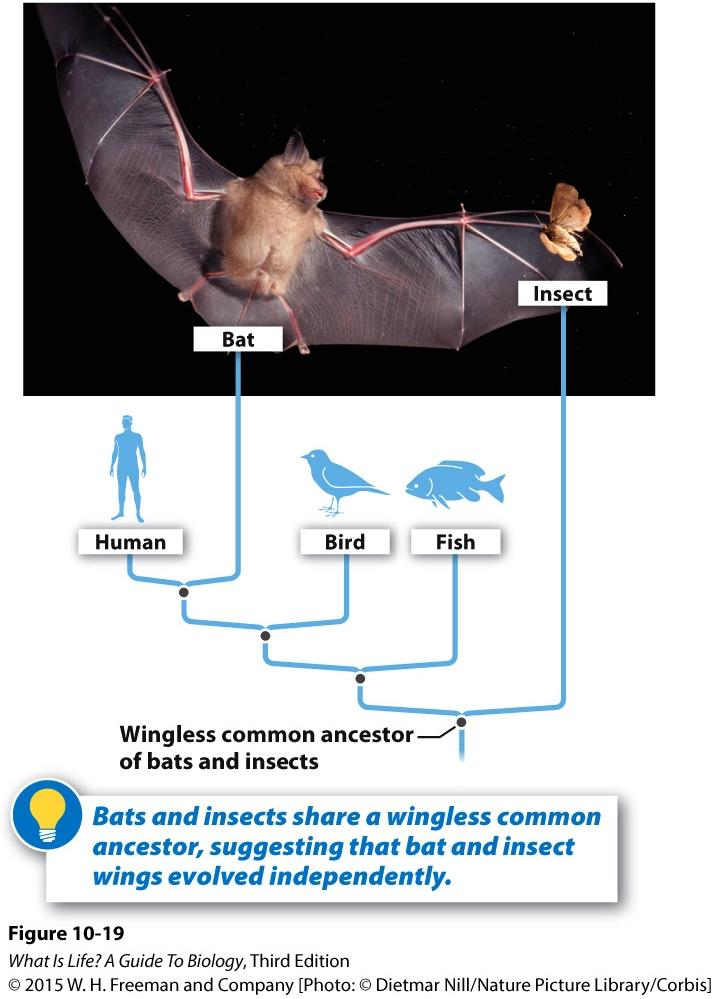 Insect
Bat
Human
Bird
Fish
Wingless common ancestor
of bats and insects
Bats and insects share a wingless common
ancestor, suggesting that bat and insect
wings evolved independently.
Figure 10-19
What Is Life? A Guide To Biology, Third Edition
© 2015 W. H. Freeman and Company [Photo: © Dietmar Nill/Nature Picture Library/Corbis]